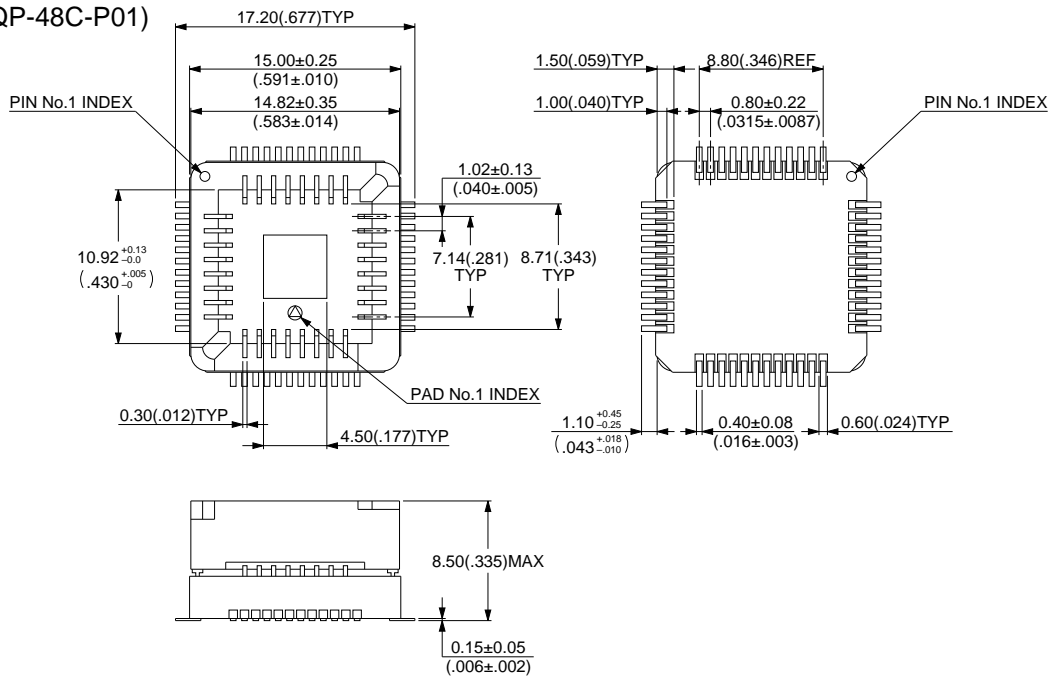 QP-48C-P01)
17.20(.677)TYP
15.00±0.25
(.591±.010)
14.82±0.35
(.583±.014)
PIN No.1 INDEX
1.02±0.13
(.040±.005)
10.92 +0.13 -0.0
(.430 +.005 -0)
7.14(.281)
TYP
8.71(.343)
TYP
PAD No.1 INDEX
0.30(.012)TYP
4.50(.177)TYP
1.50(.059)TYP
8.80(.346)REF
1.00(.040)TYP
0.80±0.22
(.0315±.0087)
PIN No.1 INDEX
1.10 +0.45 -0.25
(.043 +.018 -.010)
0.40±0.08
(.016±.003)
0.60(.024)TYP
8.50(.335)MAX
0.15±0.05
(.006±.002)